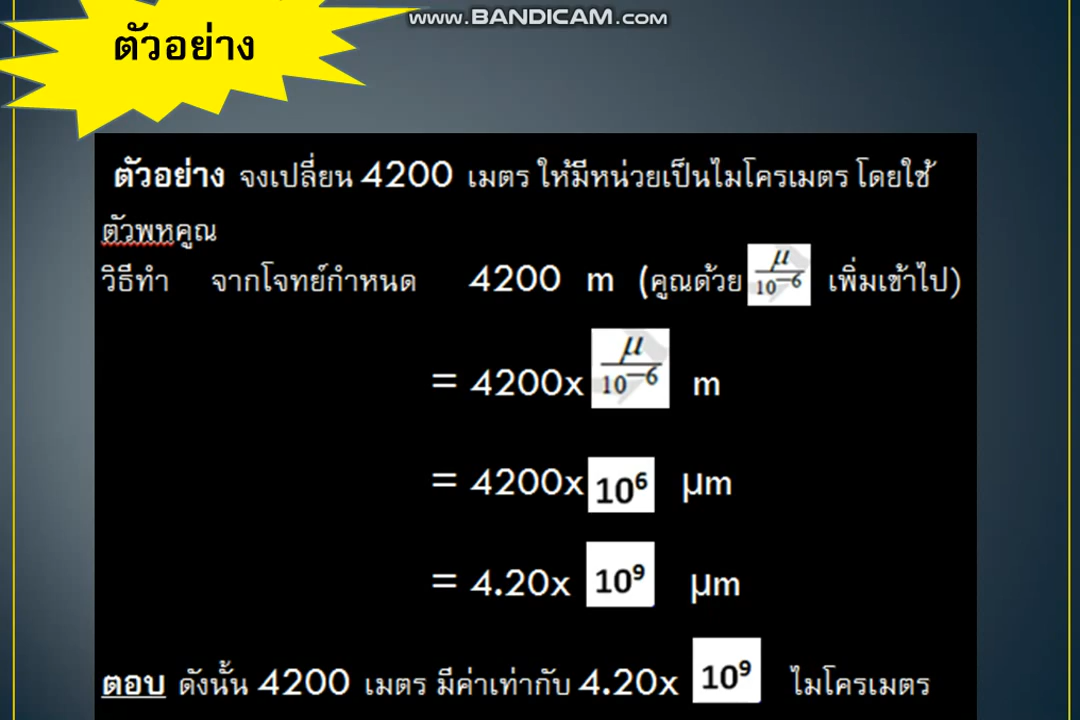 www.BANDICAM.com
ตัวอย่าง
ตัวอย่าง จงเปลี่ยน 4200 เมตร ให้มีหน่วยเป็นไมโครเมตร โดยใช้
ตัวพหคูณ
วิธีทำ จากโจทย์กำหนด 4200 m (คูณด้วย μ/10⁻⁶ เพิ่มเข้าไป)
= 4200x μ/10⁻⁶ m
= 4200x 10⁶ μm
= 4.20x 10⁹ μm
ตอบ ดังนั้น 4200 เมตร มีค่าเท่ากับ 4.20x 10⁹ ไมโครเมตร